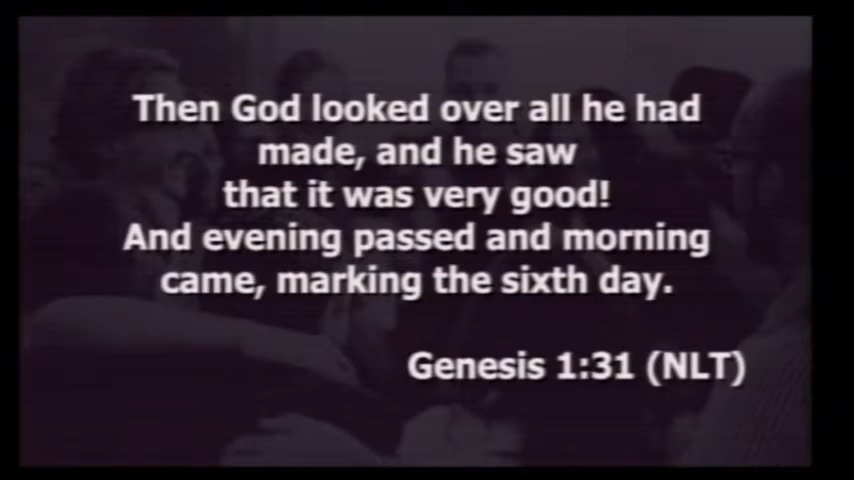 Then God looked over all he had
made, and he saw
that it was very good!
And evening passed and morning
came, marking the sixth day.
Genesis 1:31 (NLT)